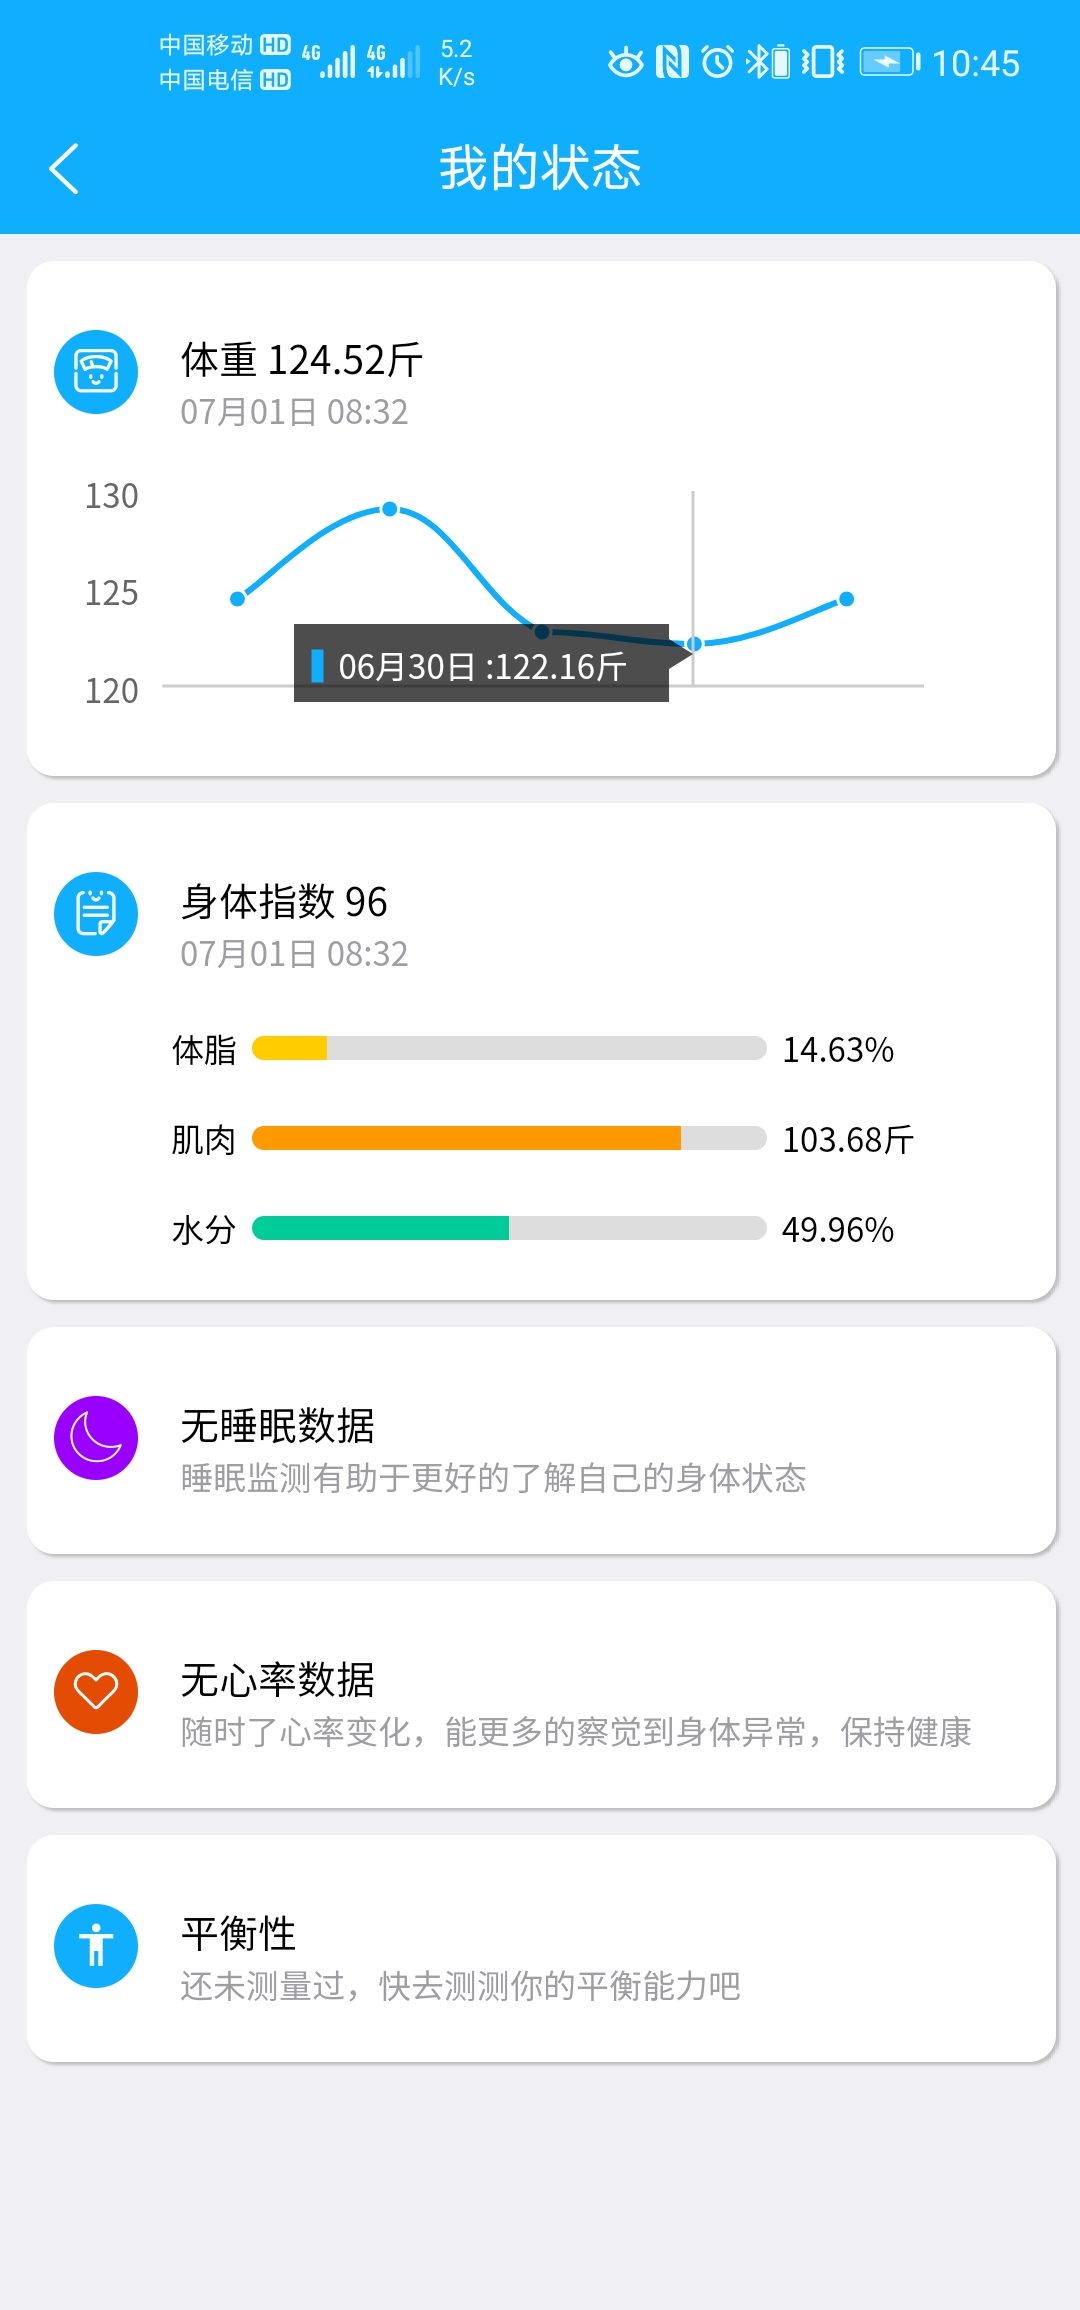 中国移动 HD 4G 4G 5.2 K/s 10:45
中国电信 HD
我的状态
体重 124.52斤
07月01日 08:32
130
125
120
06月30日 :122.16斤
身体指数 96
07月01日 08:32
体脂 14.63%
肌肉 103.68斤
水分 49.96%
无睡眠数据
睡眠监测有助于更好的了解自己的身体状态
无心率数据
随时了心率变化，能更多的察觉到身体异常，保持健康
平衡性
还未测量过，快去测测你的平衡能力吧